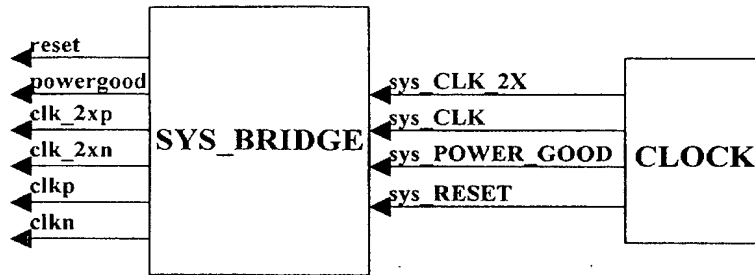 reset
powergood
clk_2xp
clk_2xn
clkp
clkn
SYS_BRIDGE
sys_CLK_2X
sys_CLK
sys_POWER_GOOD
sys_RESET
CLOCK